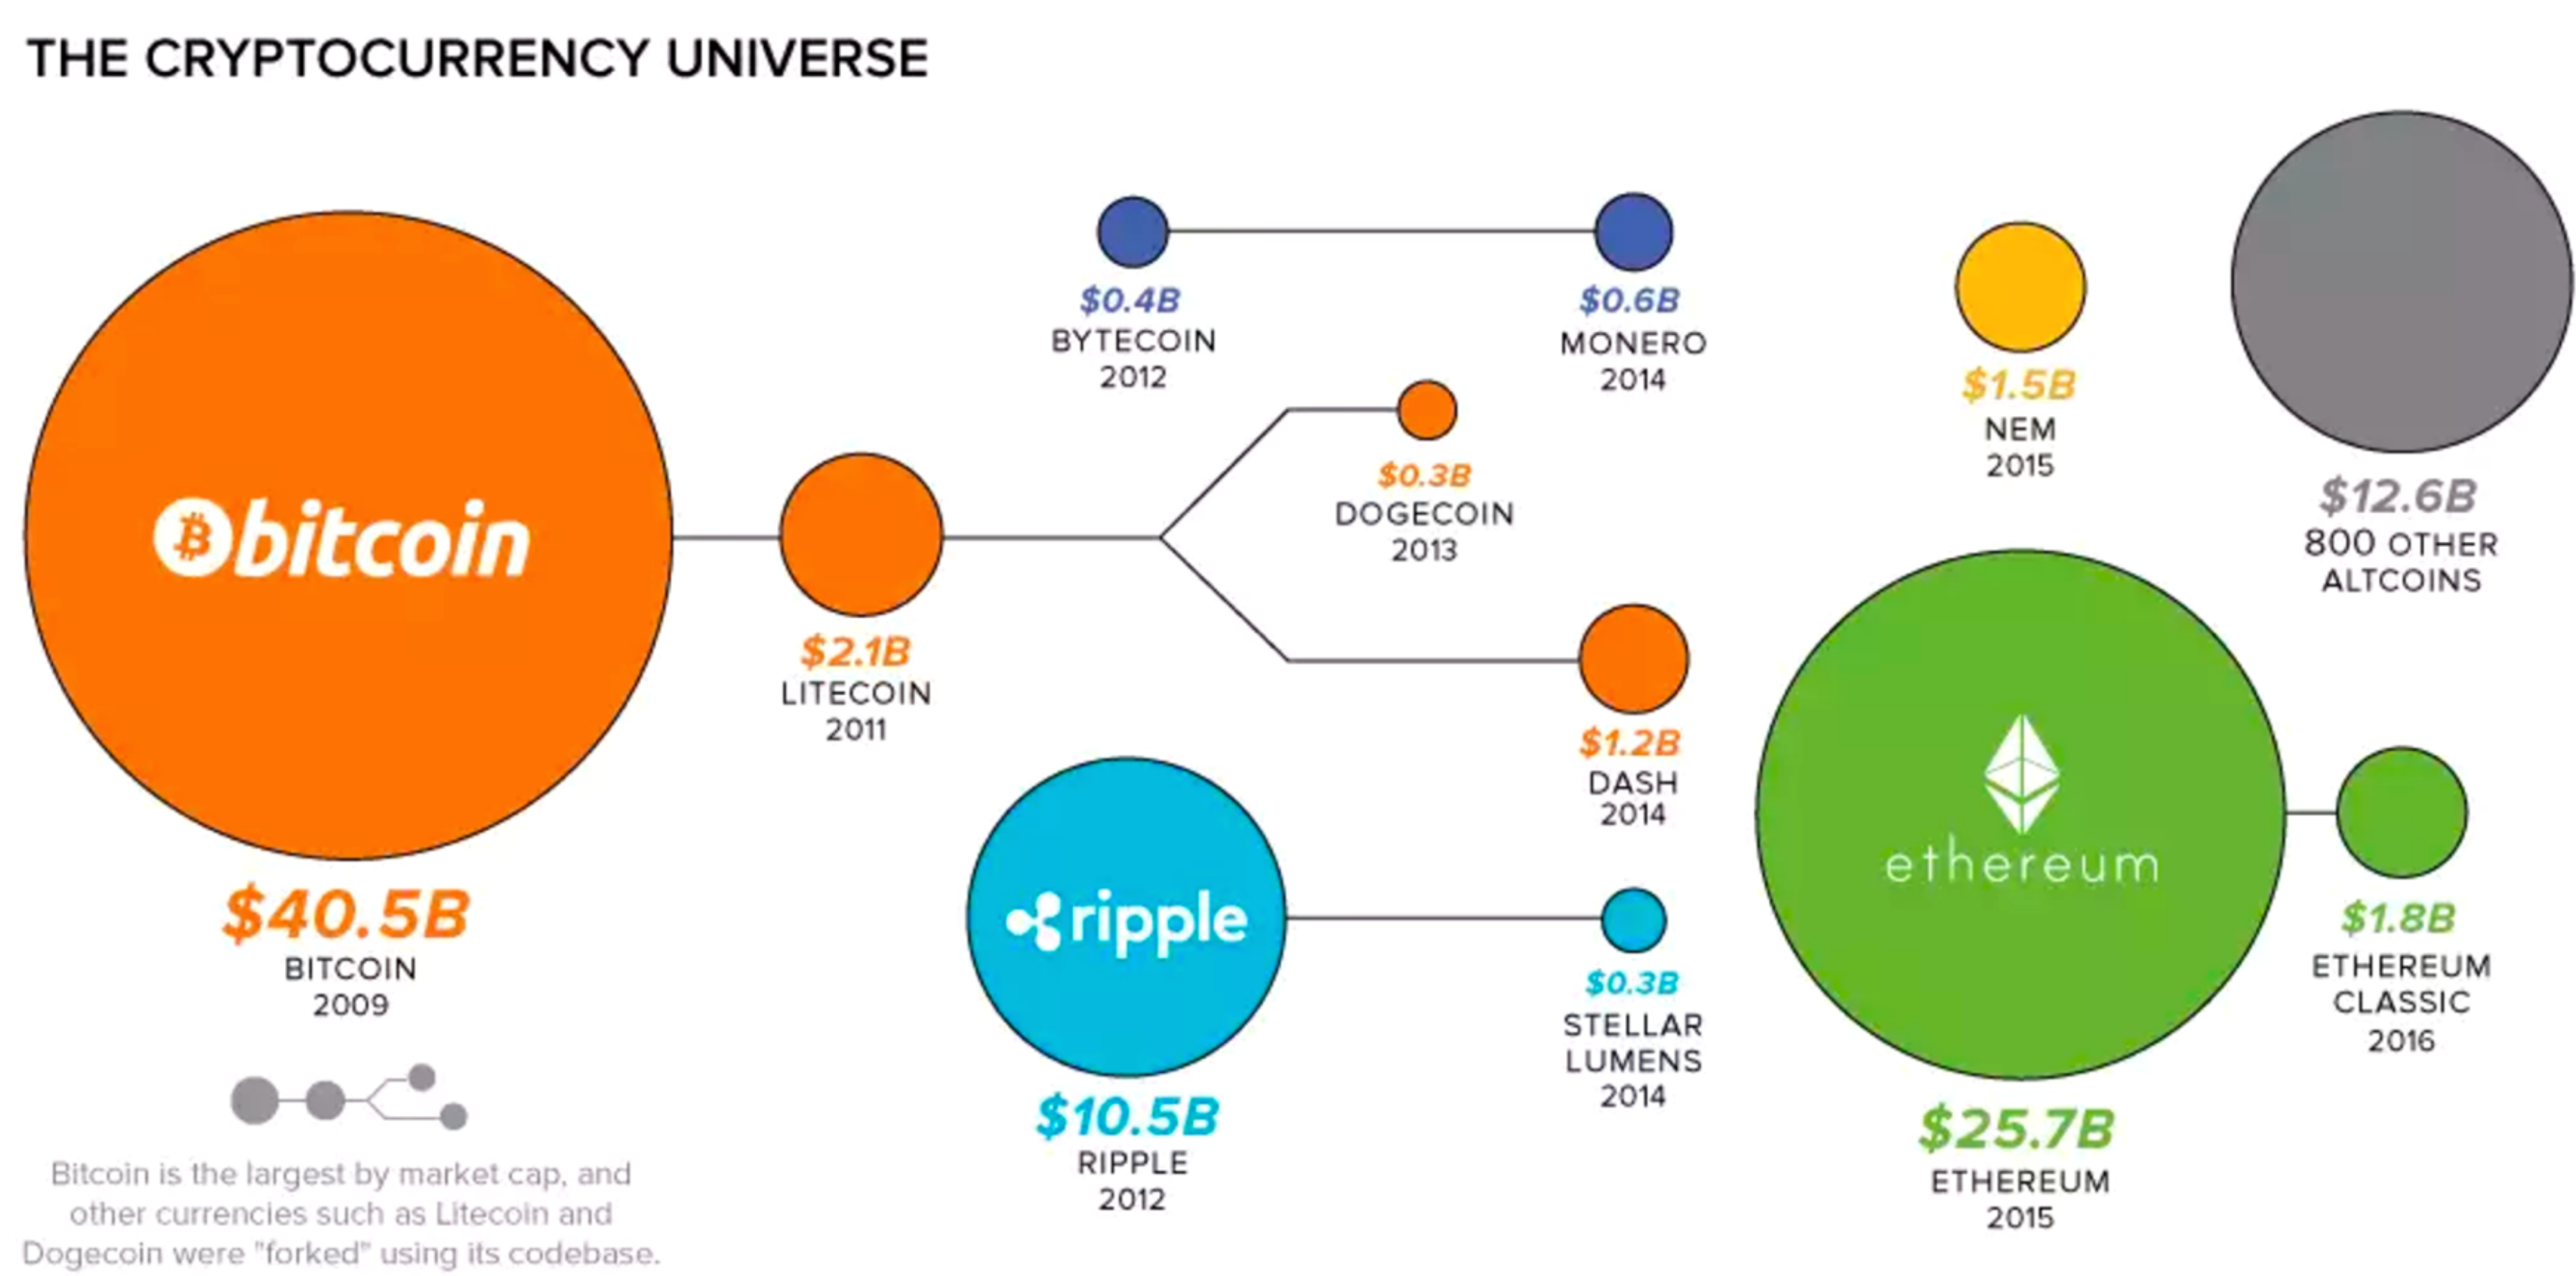 THE CRYPTOCURRENCY UNIVERSE
bitcoin
$40.5B
BITCOIN
2009
Bitcoin is the largest by market cap, and
other currencies such as Litecoin and
Dogecoin were "forked" using its codebase.
$2.1B
LITECOIN
2011
$0.4B
BYTECOIN
2012
$0.6B
MONERO
2014
$0.3B
DOGECOIN
2013
$1.2B
DASH
2014
ripple
$10.5B
RIPPLE
2012
$0.3B
STELLAR
LUMENS
2014
$1.5B
NEM
2015
$12.6B
800 OTHER
ALTCOINS
ethereum
$25.7B
ETHEREUM
2015
$1.8B
ETHEREUM
CLASSIC
2016